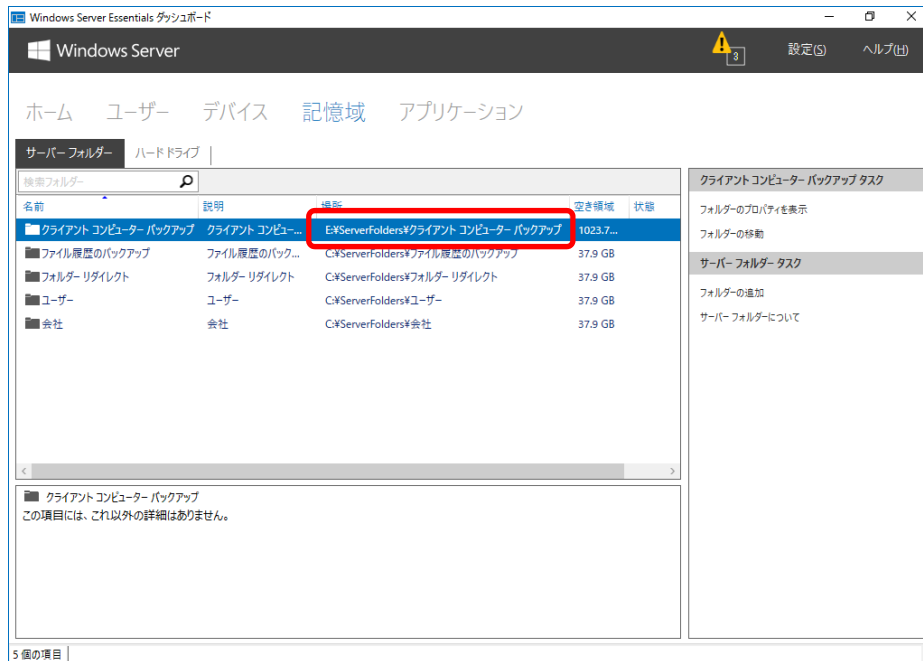 Windows Server Essentials ダッシュボード
Windows Server 3 設定(S) ヘルプ(H)
ホーム ユーザー デバイス 記憶域 アプリケーション
サーバー フォルダー ハード ドライブ
検索フォルダー
名前 説明 場所 空き領域 状態
クライアント コンピューター バックアップ クライアント コンピュー... E:¥ServerFolders¥クライアント コンピューター バックアップ 1023.7...
ファイル履歴のバックアップ ファイル履歴のバック... C:¥ServerFolders¥ファイル履歴のバックアップ 37.9 GB
フォルダー リダイレクト フォルダー リダイレクト C:¥ServerFolders¥フォルダー リダイレクト 37.9 GB
ユーザー ユーザー C:¥ServerFolders¥ユーザー 37.9 GB
会社 会社 C:¥ServerFolders¥会社 37.9 GB
クライアント コンピューター バックアップ
この項目には、これ以外の詳細はありません。
クライアント コンピューター バックアップ タスク
フォルダーのプロパティを表示
フォルダーの移動
サーバー フォルダー タスク
フォルダーの追加
サーバー フォルダーについて
5 個の項目